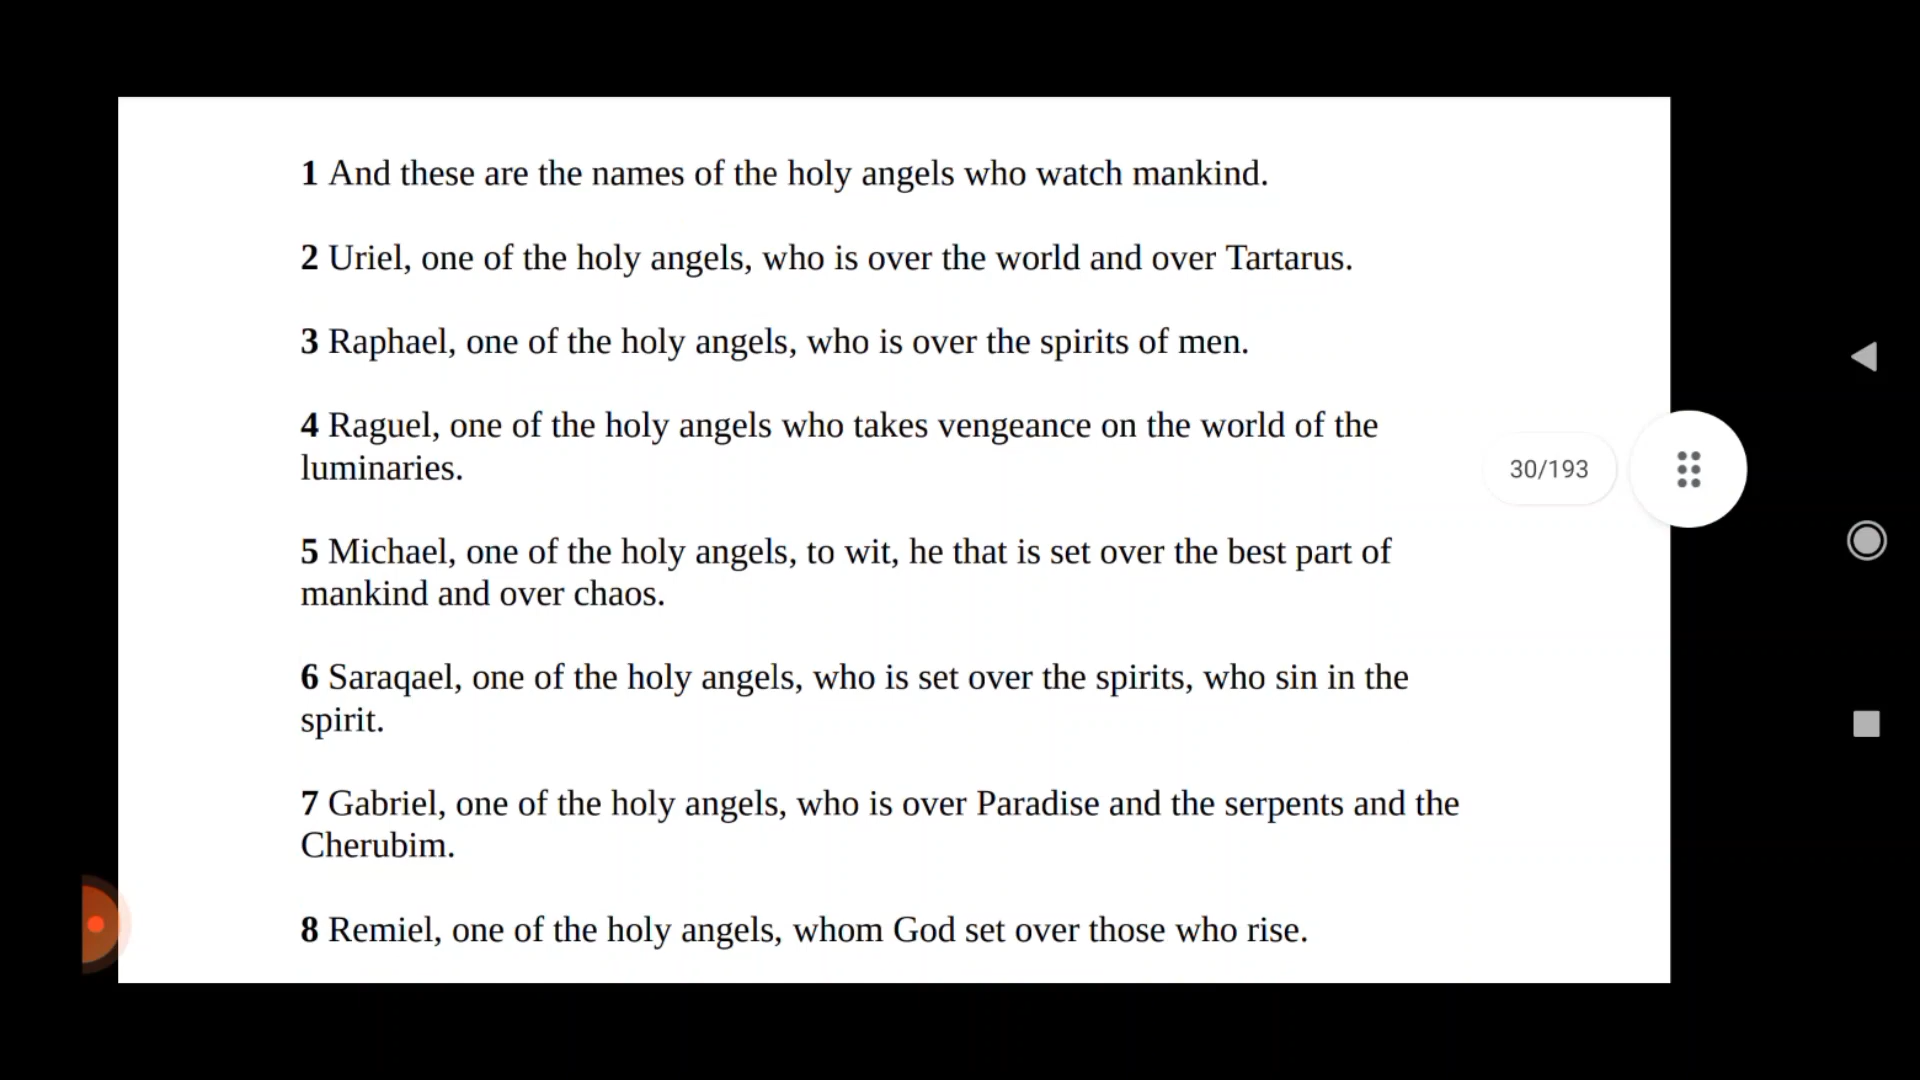 1 And these are the names of the holy angels who watch mankind.
2 Uriel, one of the holy angels, who is over the world and over Tartarus.
3 Raphael, one of the holy angels, who is over the spirits of men.
4 Raguel, one of the holy angels who takes vengeance on the world of the
luminaries.
30/193
5 Michael, one of the holy angels, to wit, he that is set over the best part of
mankind and over chaos.
6 Saraqael, one of the holy angels, who is set over the spirits, who sin in the
spirit.
7 Gabriel, one of the holy angels, who is over Paradise and the serpents and the
Cherubim.
8 Remiel, one of the holy angels, whom God set over those who rise.